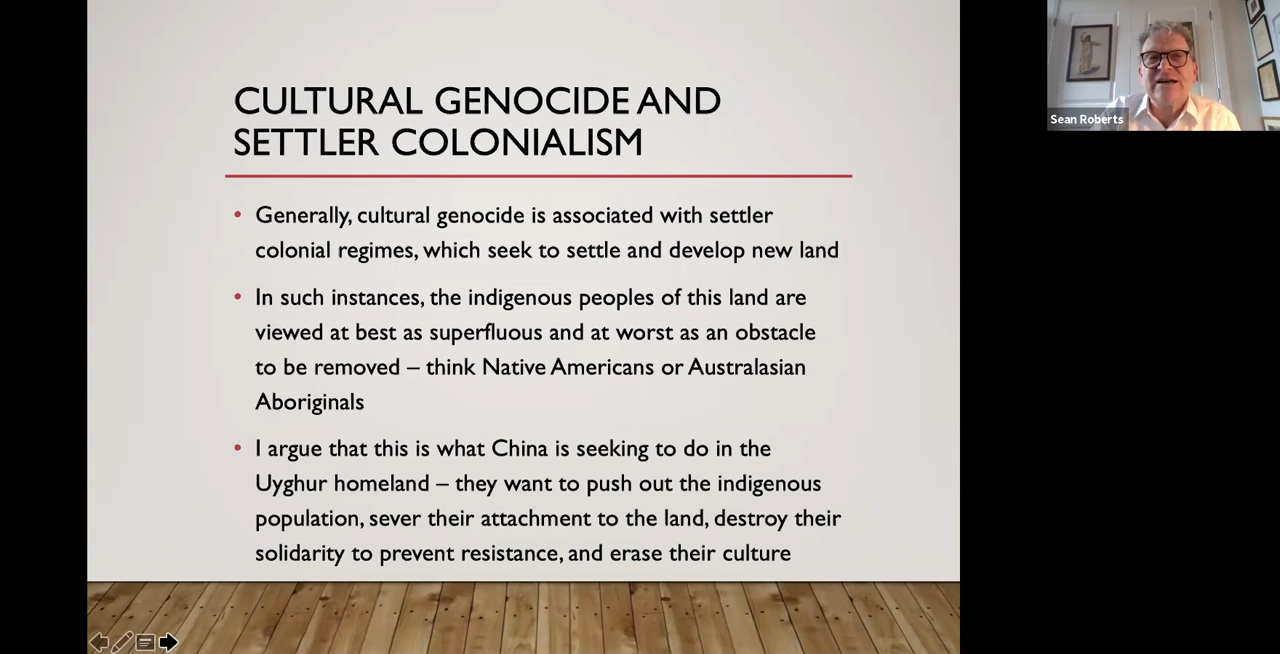 CULTURAL GENOCIDE AND
SETTLER COLONIALISM
• Generally, cultural genocide is associated with settler
colonial regimes, which seek to settle and develop new land
• In such instances, the indigenous peoples of this land are
viewed at best as superfluous and at worst as an obstacle
to be removed – think Native Americans or Australasian
Aboriginals
• I argue that this is what China is seeking to do in the
Uyghur homeland – they want to push out the indigenous
population, sever their attachment to the land, destroy their
solidarity to prevent resistance, and erase their culture
Sean Roberts